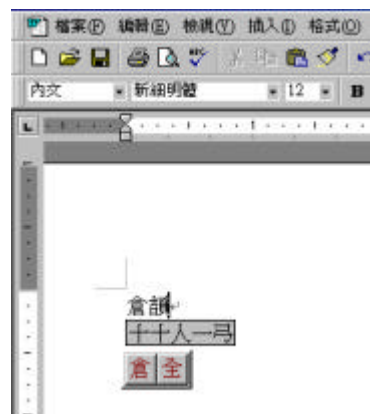 檔案(F) 編輯(E) 檢視(V) 插入(I) 格式(O)
內文 新細明體 12 B
倉頡
十十人一弓
倉 全